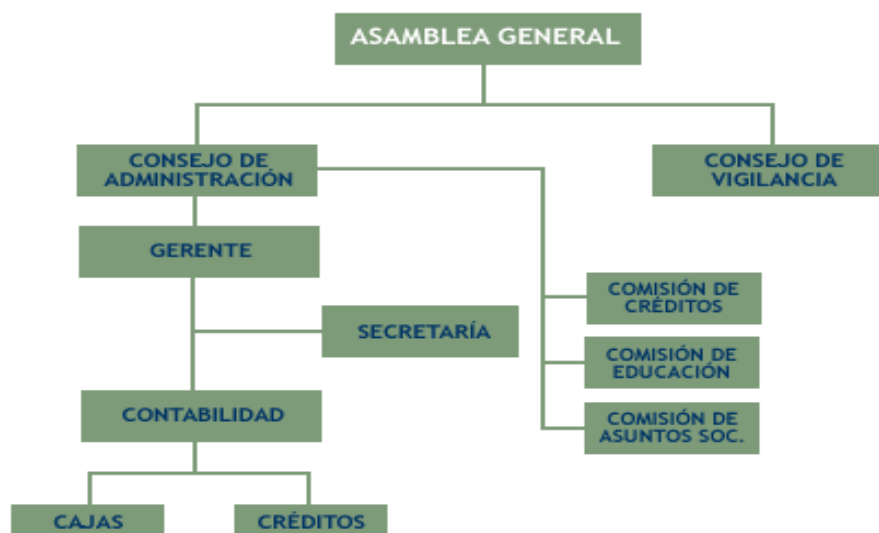 ASAMBLEA GENERAL
CONSEJO DE
ADMINISTRACIÓN
CONSEJO DE
VIGILANCIA
GERENTE
COMISIÓN DE
CRÉDITOS
SECRETARÍA
COMISIÓN DE
EDUCACIÓN
CONTABILIDAD
COMISIÓN DE
ASUNTOS SOC.
CAJAS
CRÉDITOS